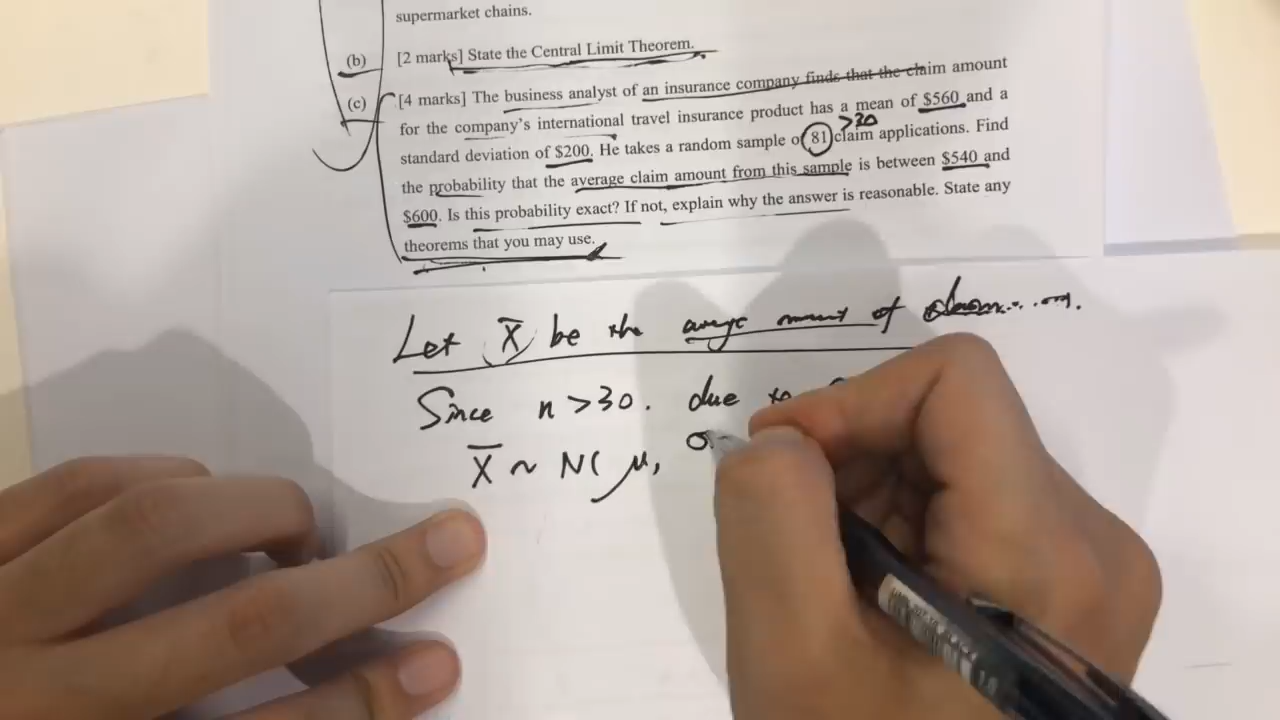 supermarket chains.
(b) [2 marks] State the Central Limit Theorem.
(c) [4 marks] The business analyst of an insurance company finds that the claim amount
for the company's international travel insurance product has a mean of $560 and a
>30
standard deviation of $200. He takes a random sample of 81 claim applications. Find
the probability that the average claim amount from this sample is between $540 and
$600. Is this probability exact? If not, explain why the answer is reasonable. State any
theorems that you may use.
Let X̄ be the average amount of
Since n >30. due to
X̄ ~ N( μ, σ